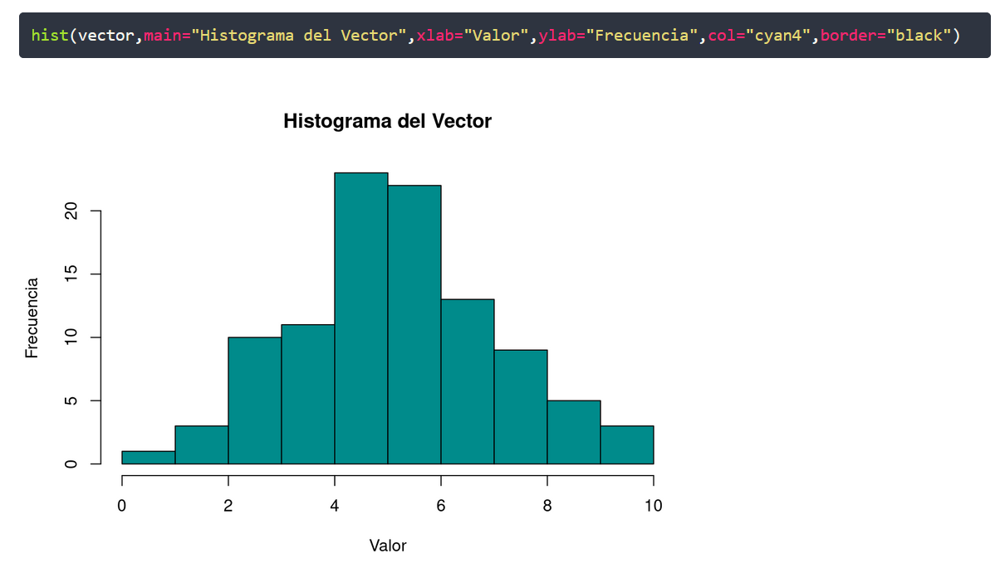 hist(vector,main="Histograma del Vector",xlab="Valor",ylab="Frecuencia",col="cyan4",border="black")
Histograma del Vector
Frecuencia
20
15
10
5
0
0 2 4 6 8 10
Valor